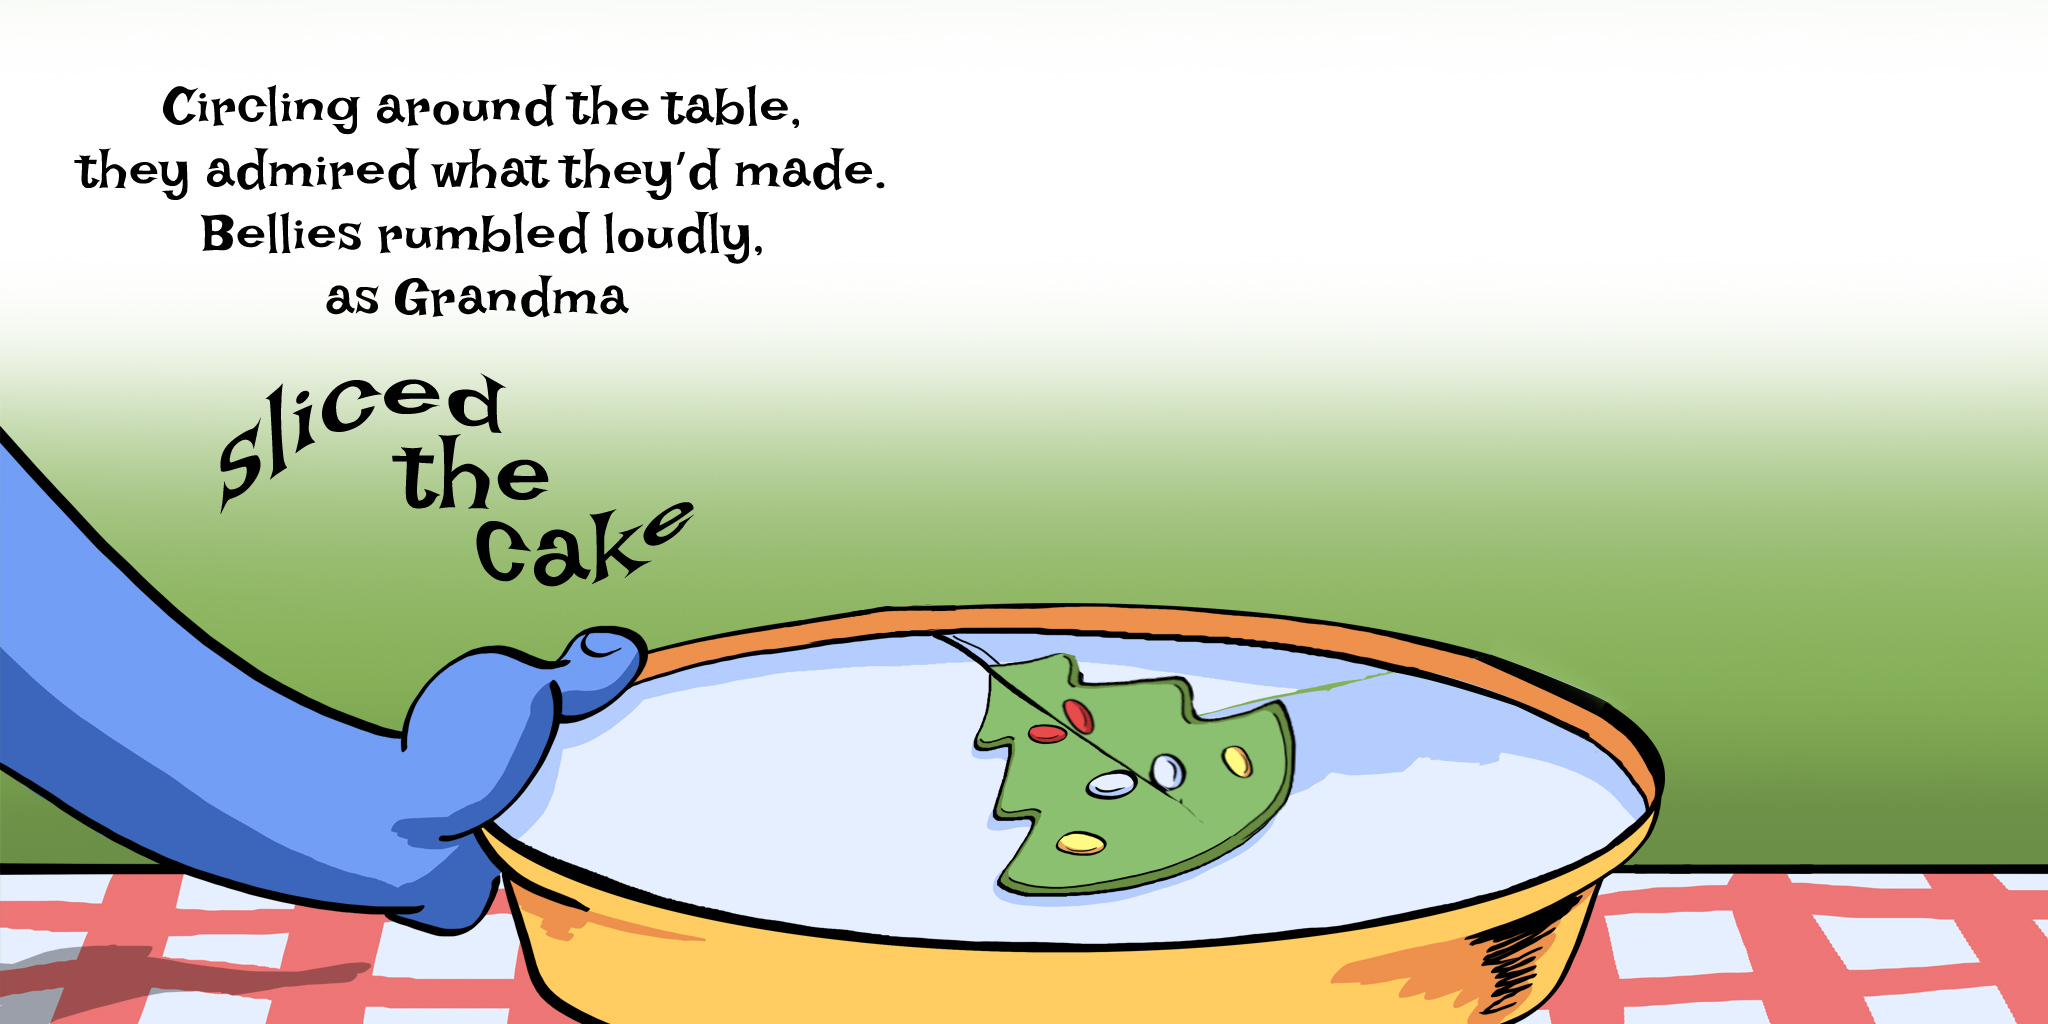 Circling around the table,
they admired what they'd made.
Bellies rumbled loudly,
as Grandma
sliced
the
cake